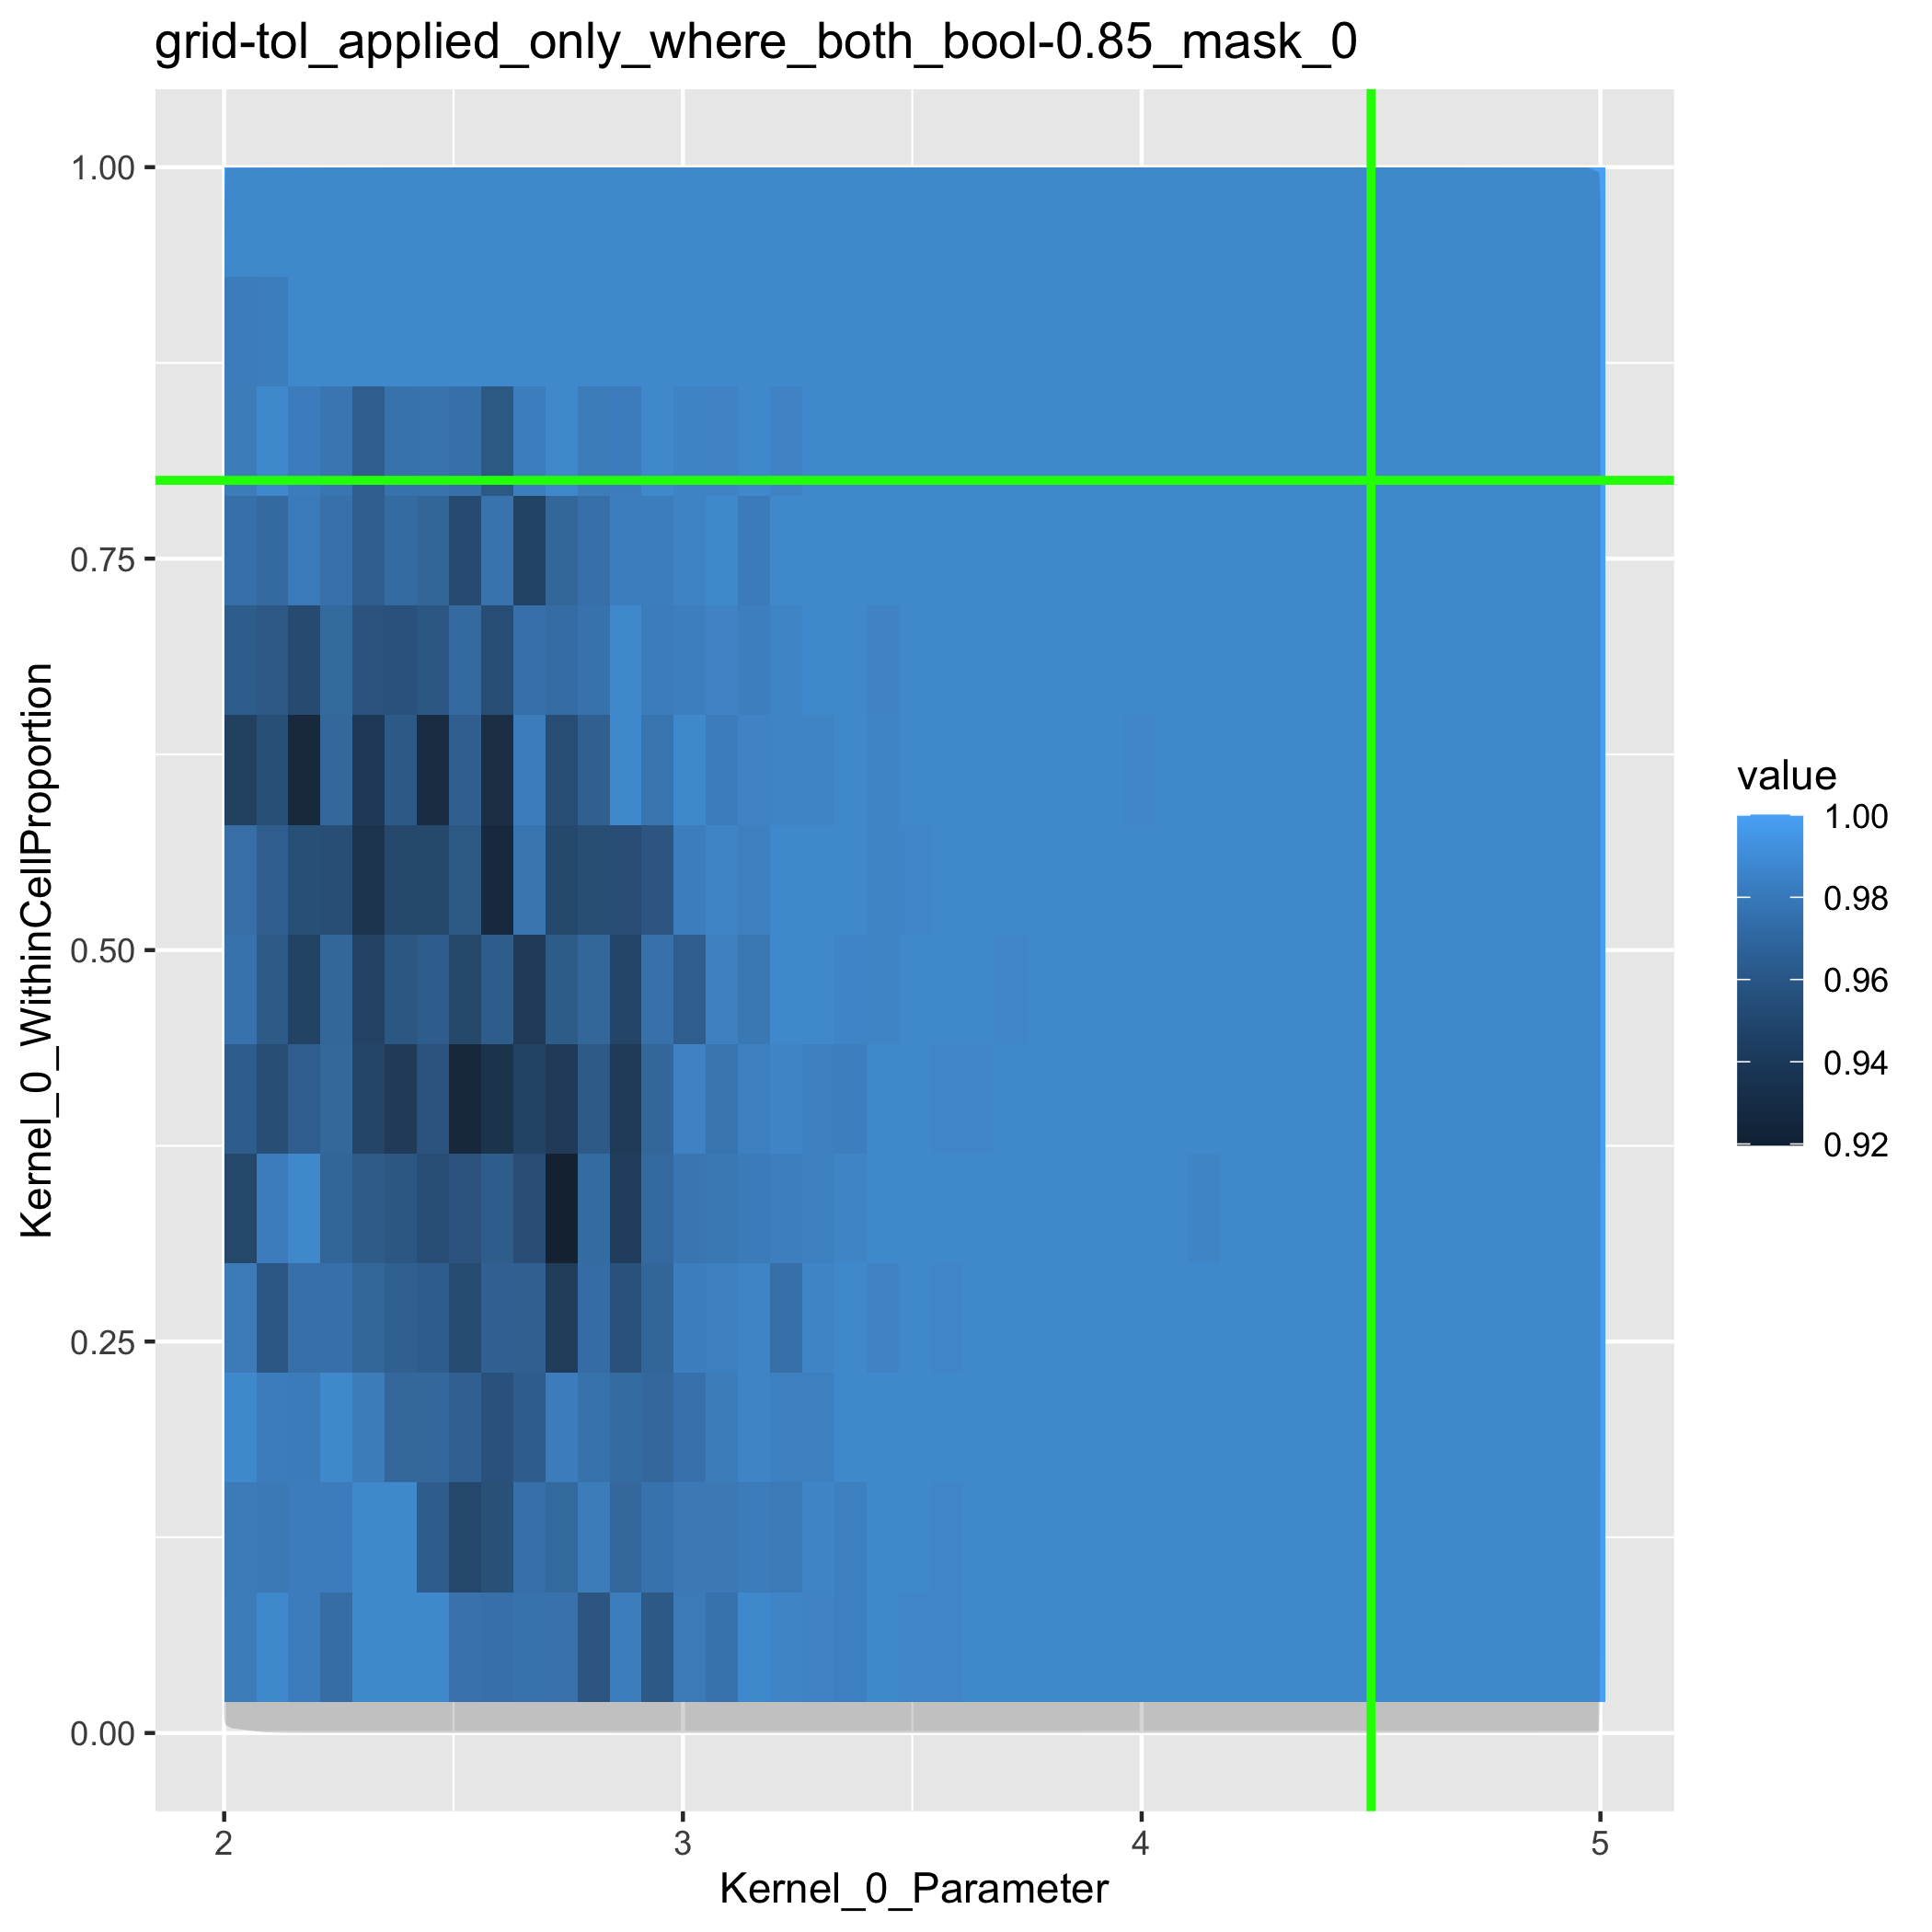 grid-tol_applied_only_where_both_bool-0.85_mask_0
1.00
0.75
0.50
0.25
0.00
Kernel_0_WithinCellProportion
2 3 4 5
Kernel_0_Parameter
value
1.00
0.98
0.96
0.94
0.92